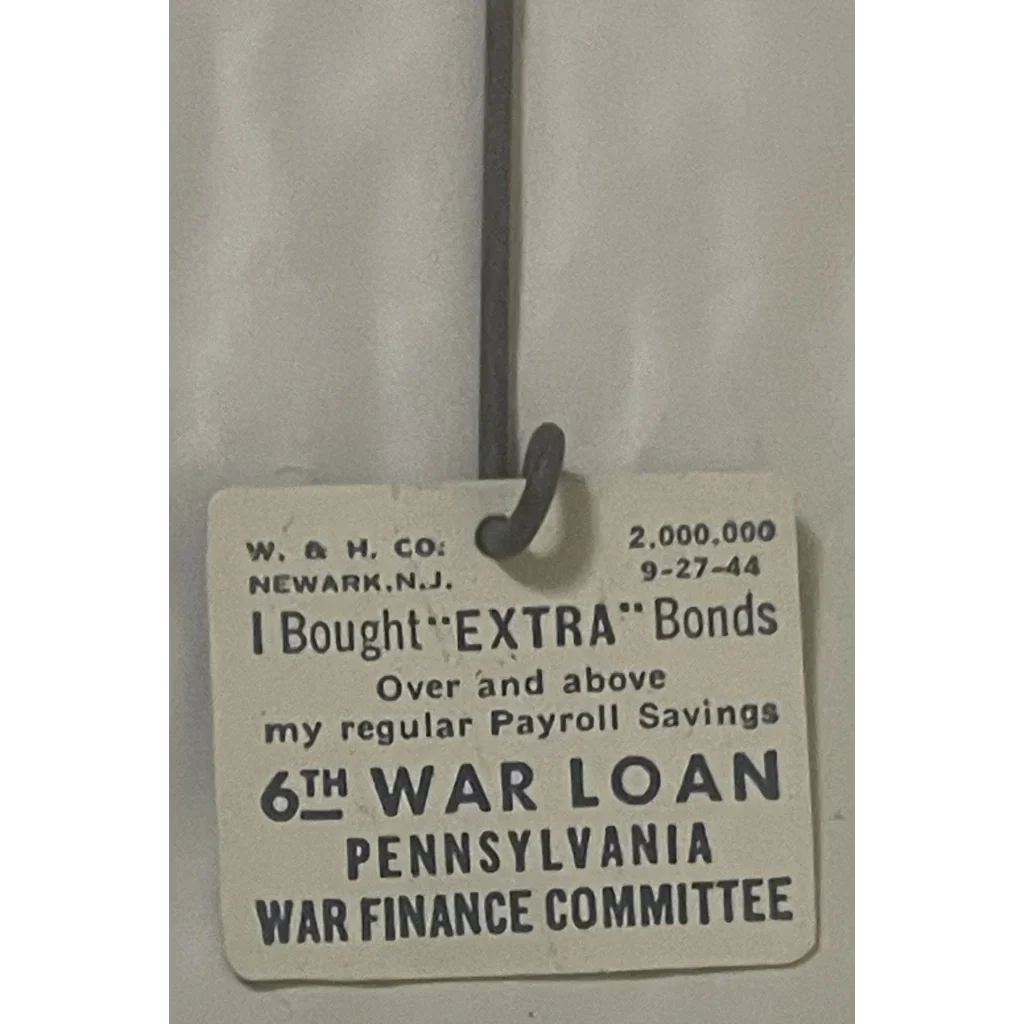 W. & H. CO.
NEWARK, N.J.
2,000,000
9-27-44
I Bought "EXTRA" Bonds
Over and above
my regular Payroll Savings
6TH WAR LOAN
PENNSYLVANIA
WAR FINANCE COMMITTEE